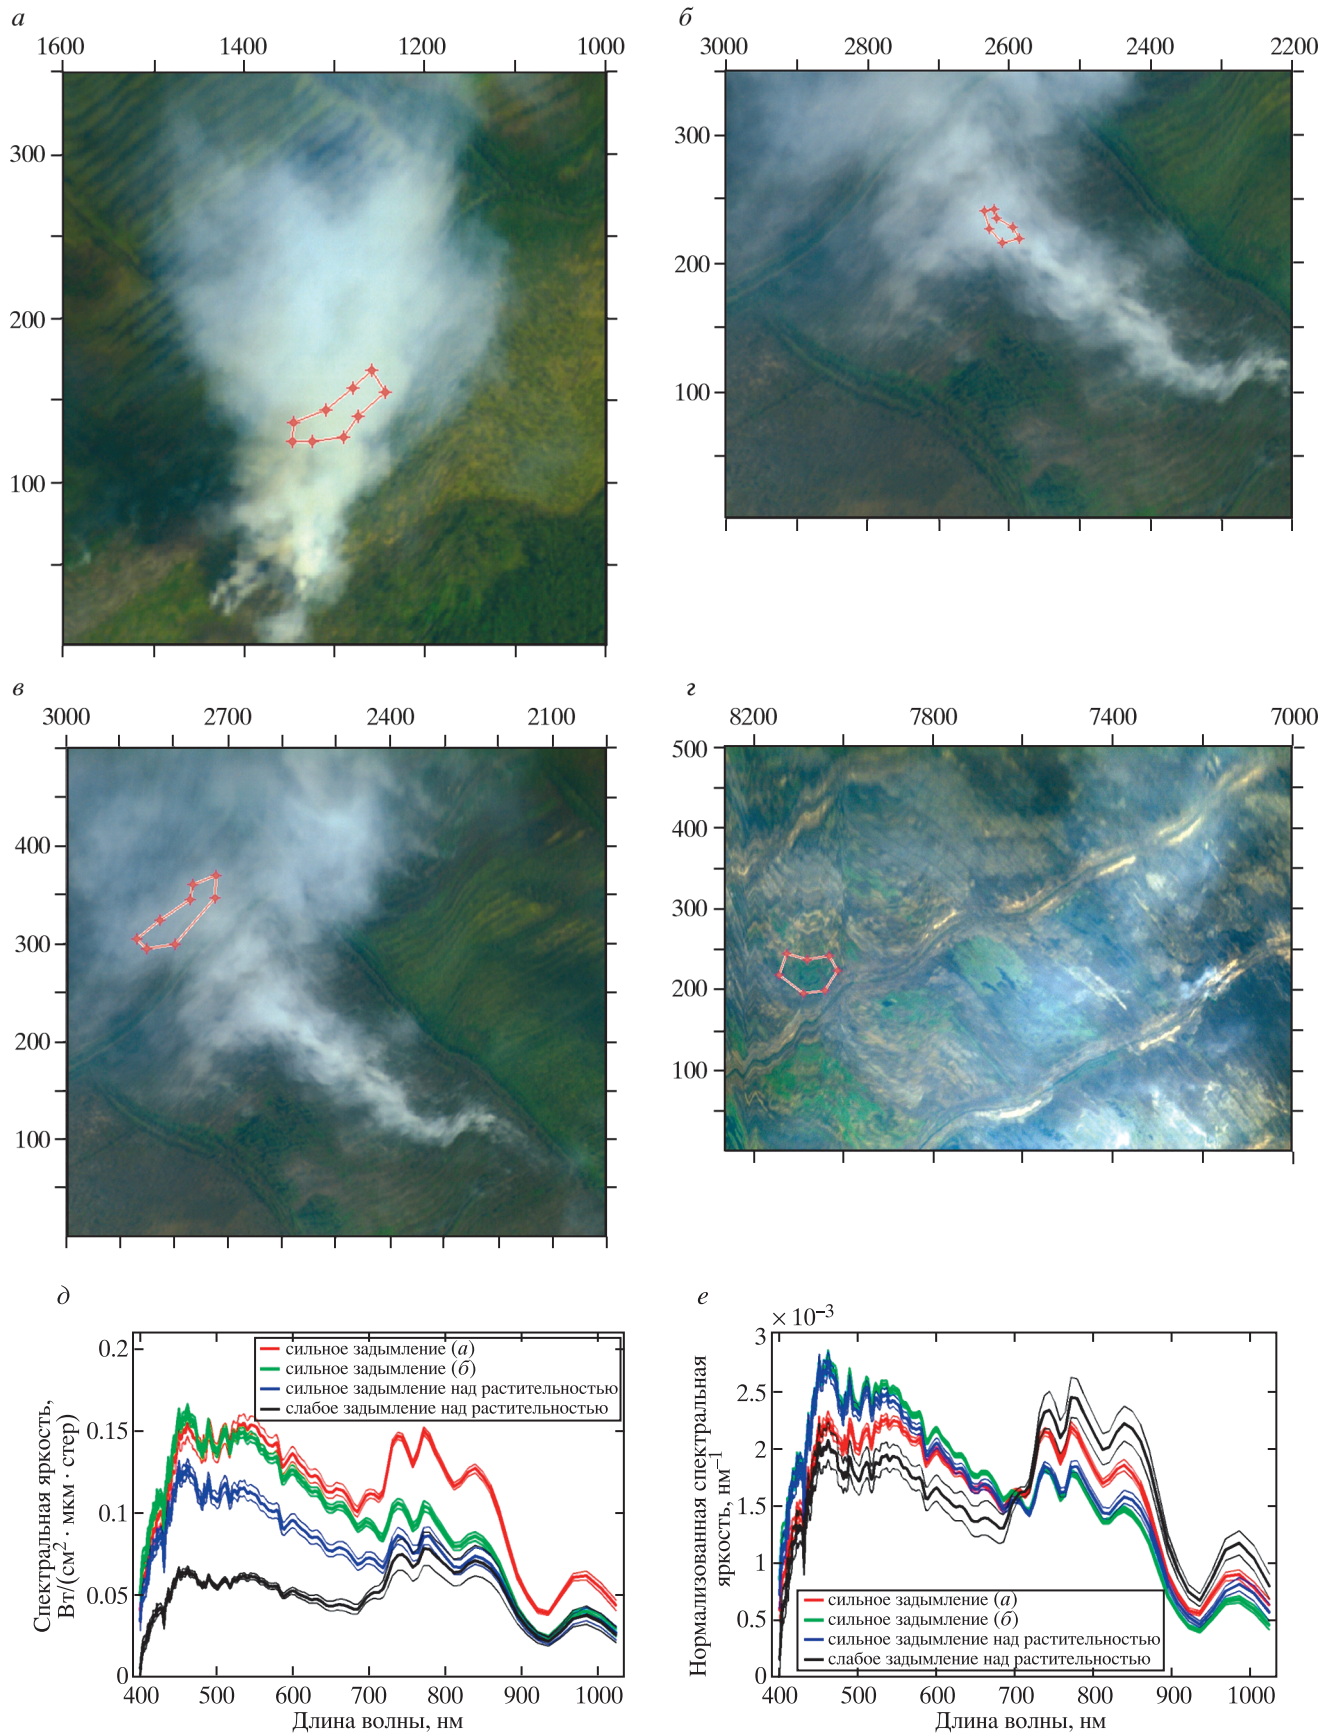 а
1600 1400 1200 1000
300
200
100
б
3000 2800 2600 2400 2200
300
200
100
в
3000 2700 2400 2100
400
300
200
100
г
8200 7800 7400 7000
500
400
300
200
100
д
Спектральная яркость,
Вт/(см² · мкм · стер)
0.2
0.15
0.1
0.05
0
сильное задымление (а)
сильное задымление (б)
сильное задымление над растительностью
слабое задымление над растительностью
400 500 600 700 800 900 1000
Длина волны, нм
е
× 10⁻³
Нормализованная спектральная
яркость, нм⁻¹
3
2.5
2
1.5
1
0.5
0
сильное задымление (а)
сильное задымление (б)
сильное задымление над растительностью
слабое задымление над растительностью
400 500 600 700 800 900 1000
Длина волны, нм